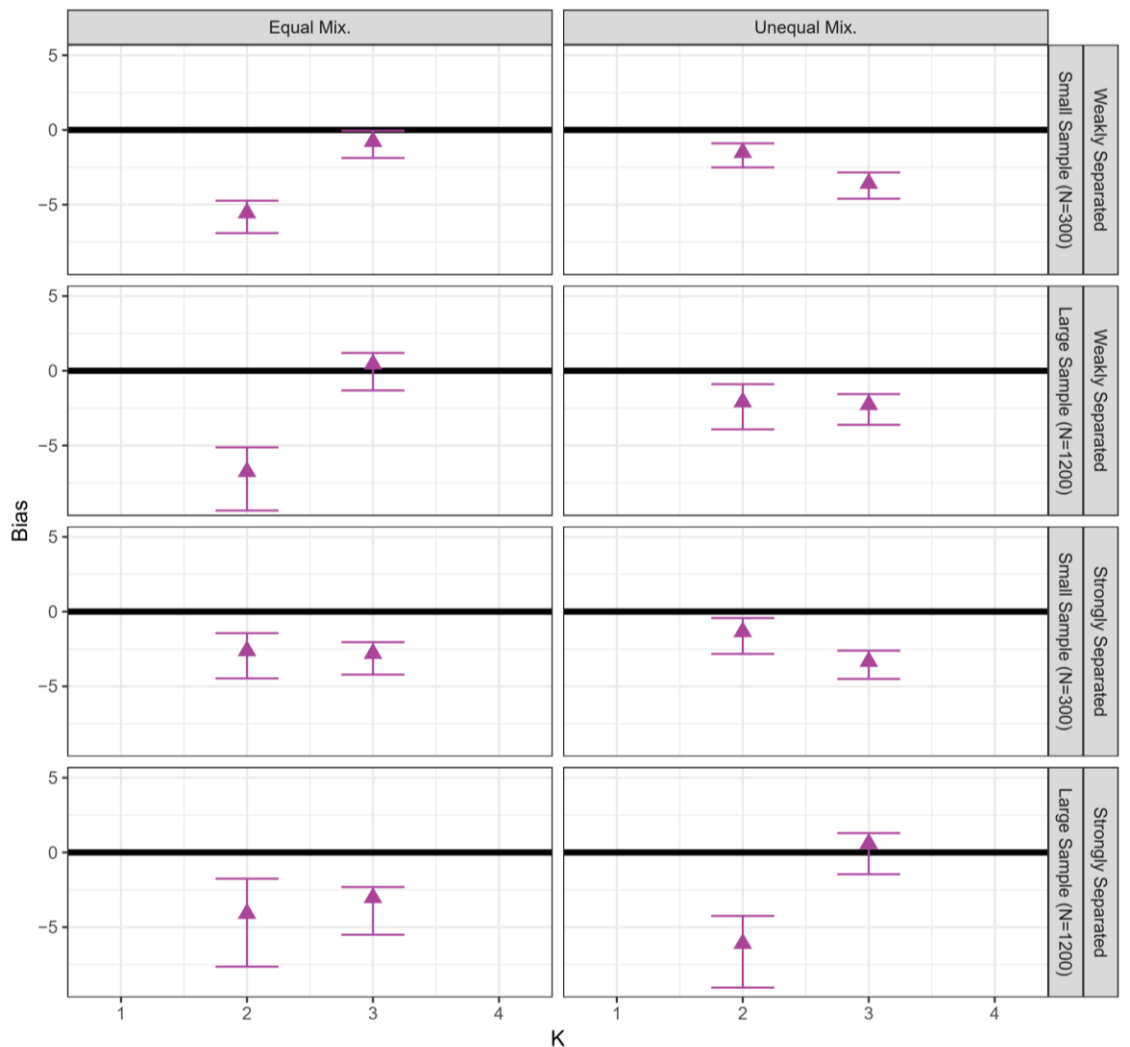 Equal Mix.
Unequal Mix.
5
0
−5
Weakly Separated
Small Sample (N=300)
5
0
−5
Weakly Separated
Large Sample (N=1200)
5
0
−5
Strongly Separated
Small Sample (N=300)
5
0
−5
Strongly Separated
Large Sample (N=1200)
Bias
1 2 3 4
1 2 3 4
K